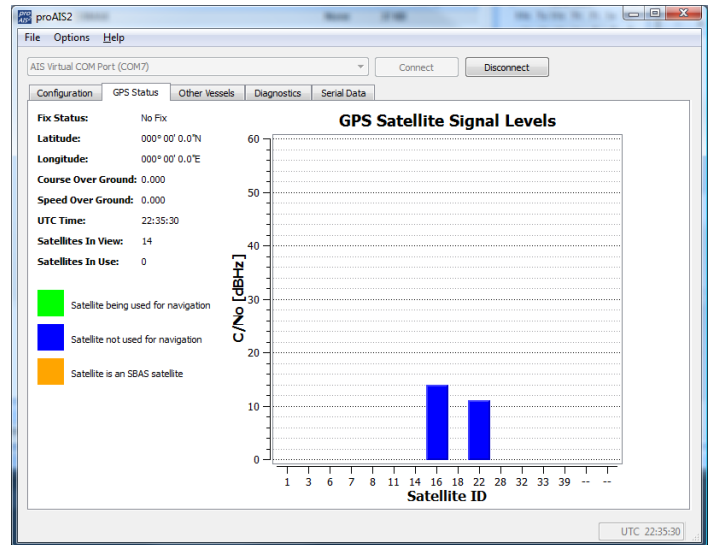 proAIS2
File Options Help
AIS Virtual COM Port (COM7) Connect Disconnect
Configuration GPS Status Other Vessels Diagnostics Serial Data
Fix Status: No Fix
Latitude: 000° 00' 0.0"N
Longitude: 000° 00' 0.0"E
Course Over Ground: 0.000
Speed Over Ground: 0.000
UTC Time: 22:35:30
Satellites In View: 14
Satellites In Use: 0
Satellite being used for navigation
Satellite not used for navigation
Satellite is an SBAS satellite
GPS Satellite Signal Levels
C/No [dBHz]
60
50
40
30
20
10
0
1 3 6 7 8 11 14 16 18 22 28 32 33 39 -- --
Satellite ID
UTC 22:35:30